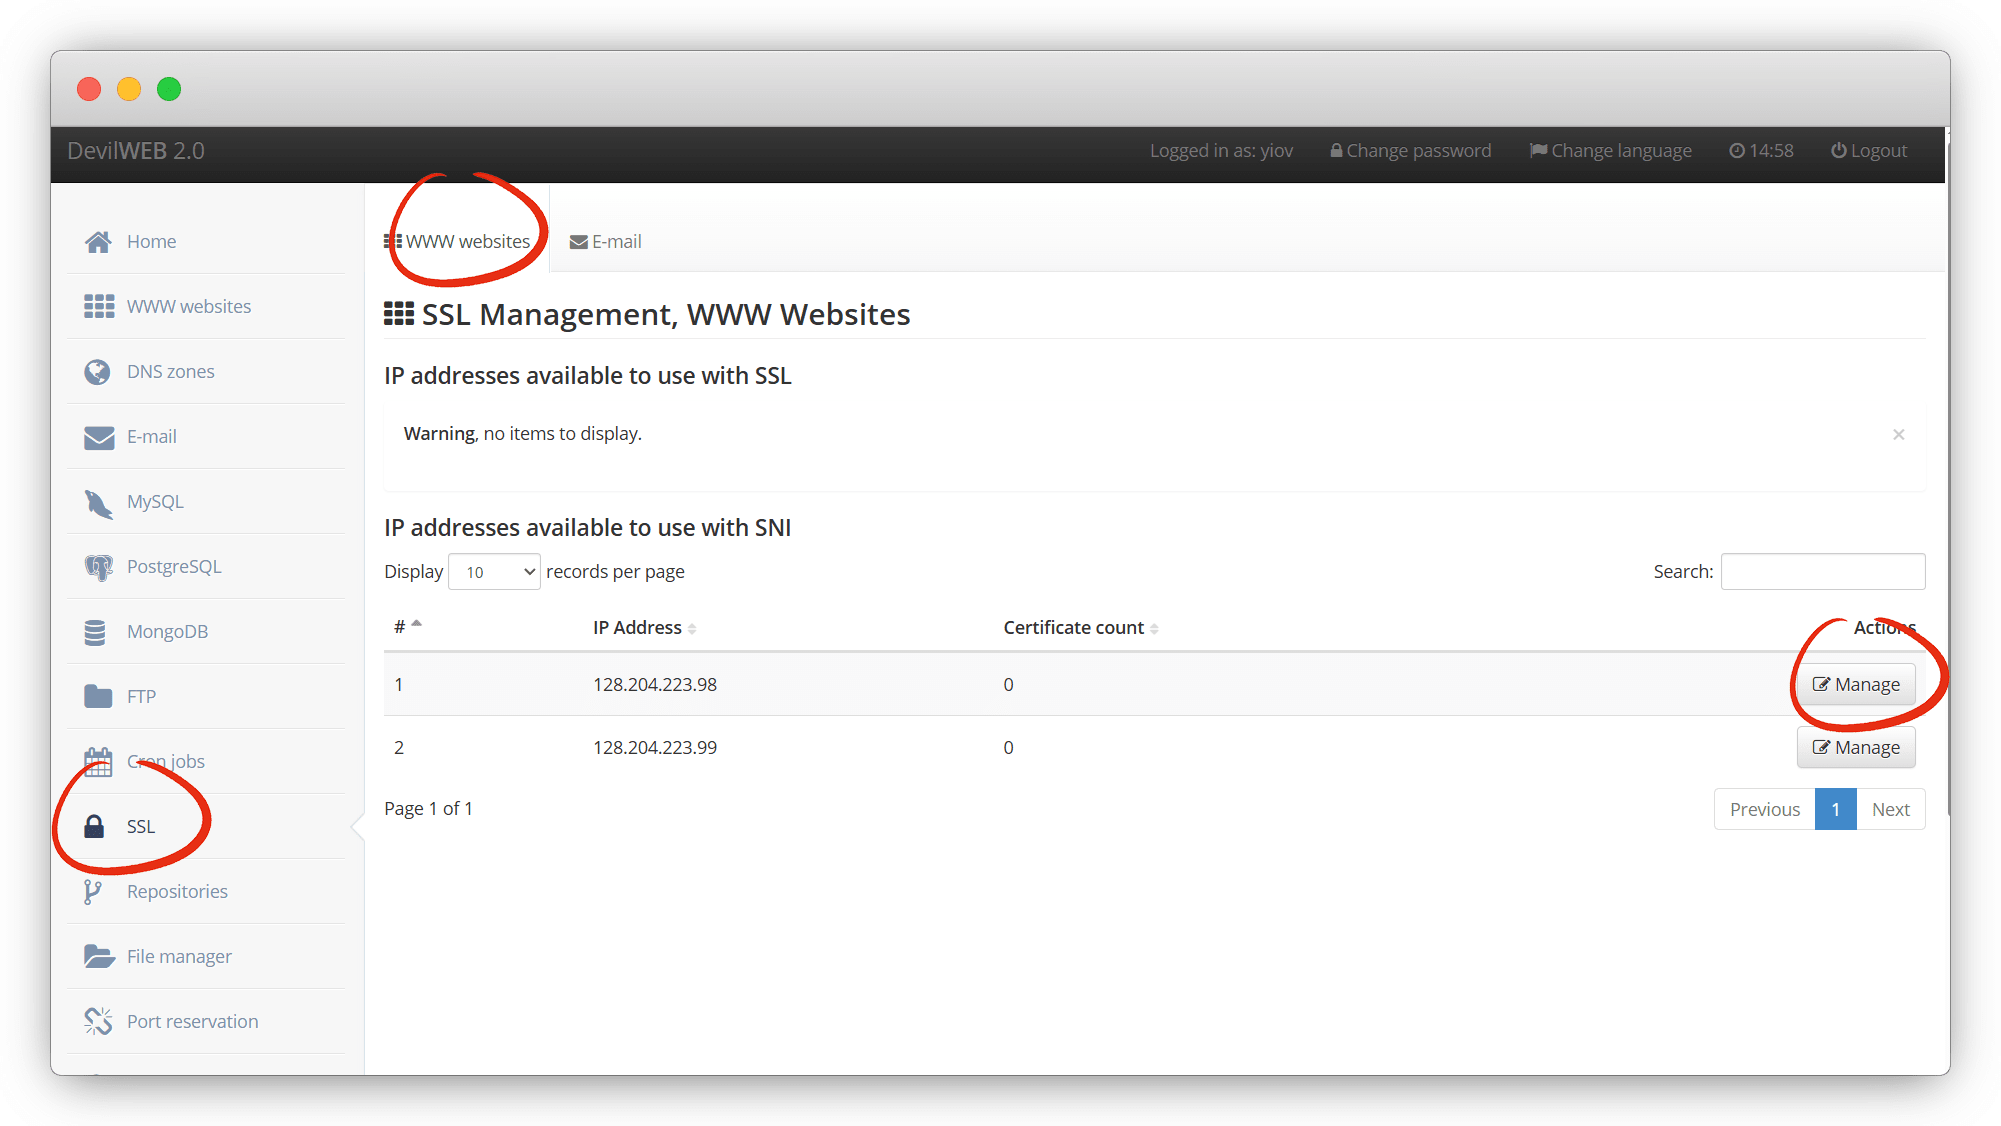 DevilWEB 2.0
Logged in as: yiov Change password Change language 14:58 Logout
Home
WWW websites
DNS zones
E-mail
MySQL
PostgreSQL
MongoDB
FTP
Cron jobs
SSL
Repositories
File manager
Port reservation
WWW websites E-mail
SSL Management, WWW Websites
IP addresses available to use with SSL
Warning, no items to display. ×
IP addresses available to use with SNI
Display 10 records per page Search:
# IP Address Certificate count Actions
1 128.204.223.98 0 Manage
2 128.204.223.99 0 Manage
Page 1 of 1 Previous 1 Next